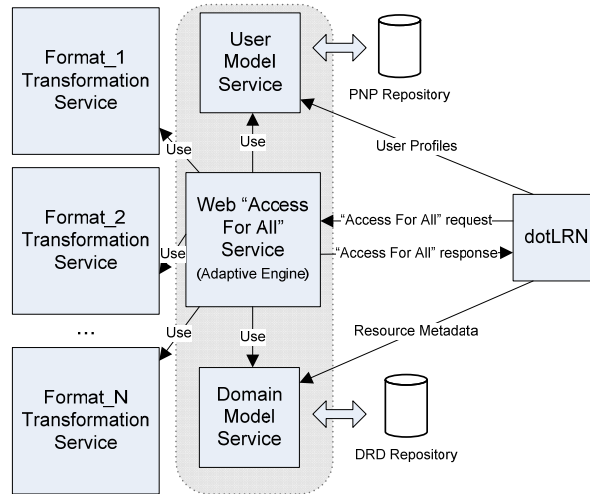 Format_1
Transformation
Service
User
Model
Service
PNP Repository
Use
Use
User Profiles
Format_2
Transformation
Service
Web “Access
For All”
Service
(Adaptive Engine)
“Access For All” request
“Access For All” response
dotLRN
Use
...
Use
Use
Resource Metadata
Format_N
Transformation
Service
Domain
Model
Service
DRD Repository